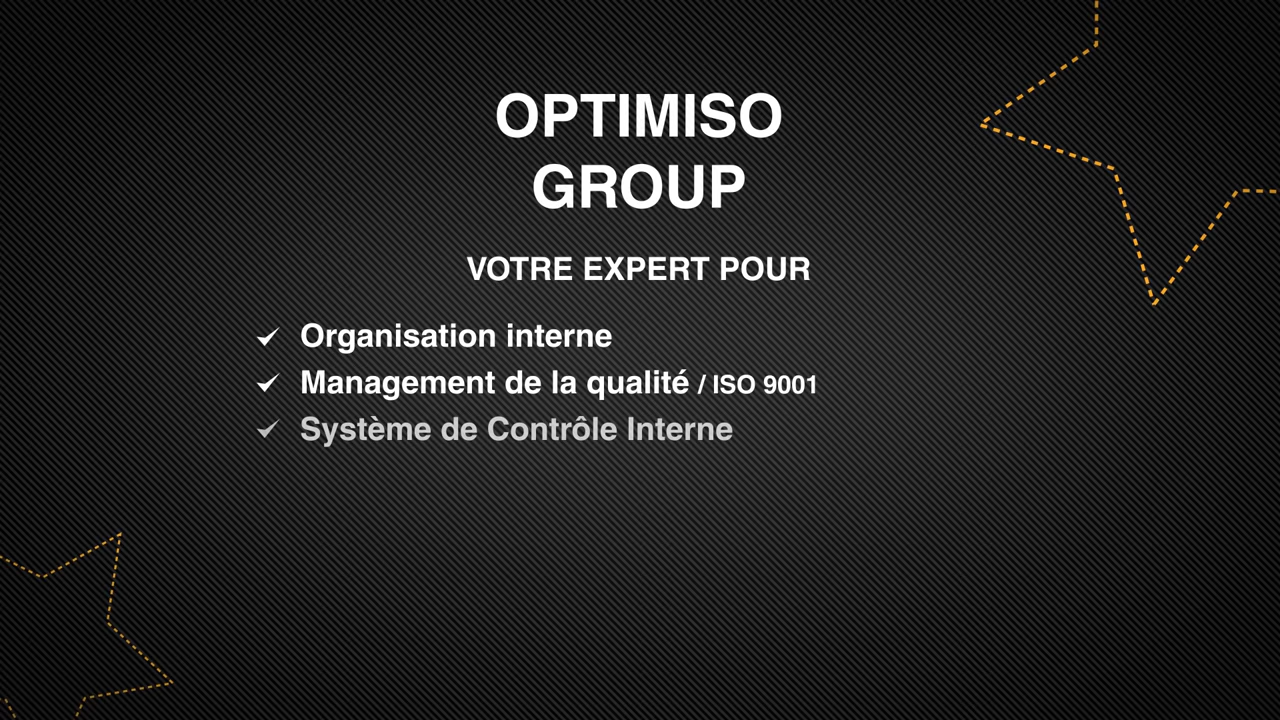 OPTIMISO
GROUP
VOTRE EXPERT POUR
✓ Organisation interne
✓ Management de la qualité / ISO 9001
✓ Système de Contrôle Interne